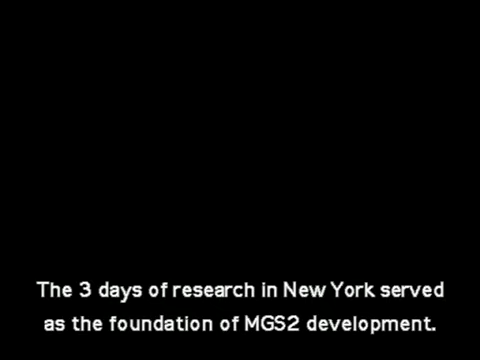 The 3 days of research in New York served
as the foundation of MGS2 development.